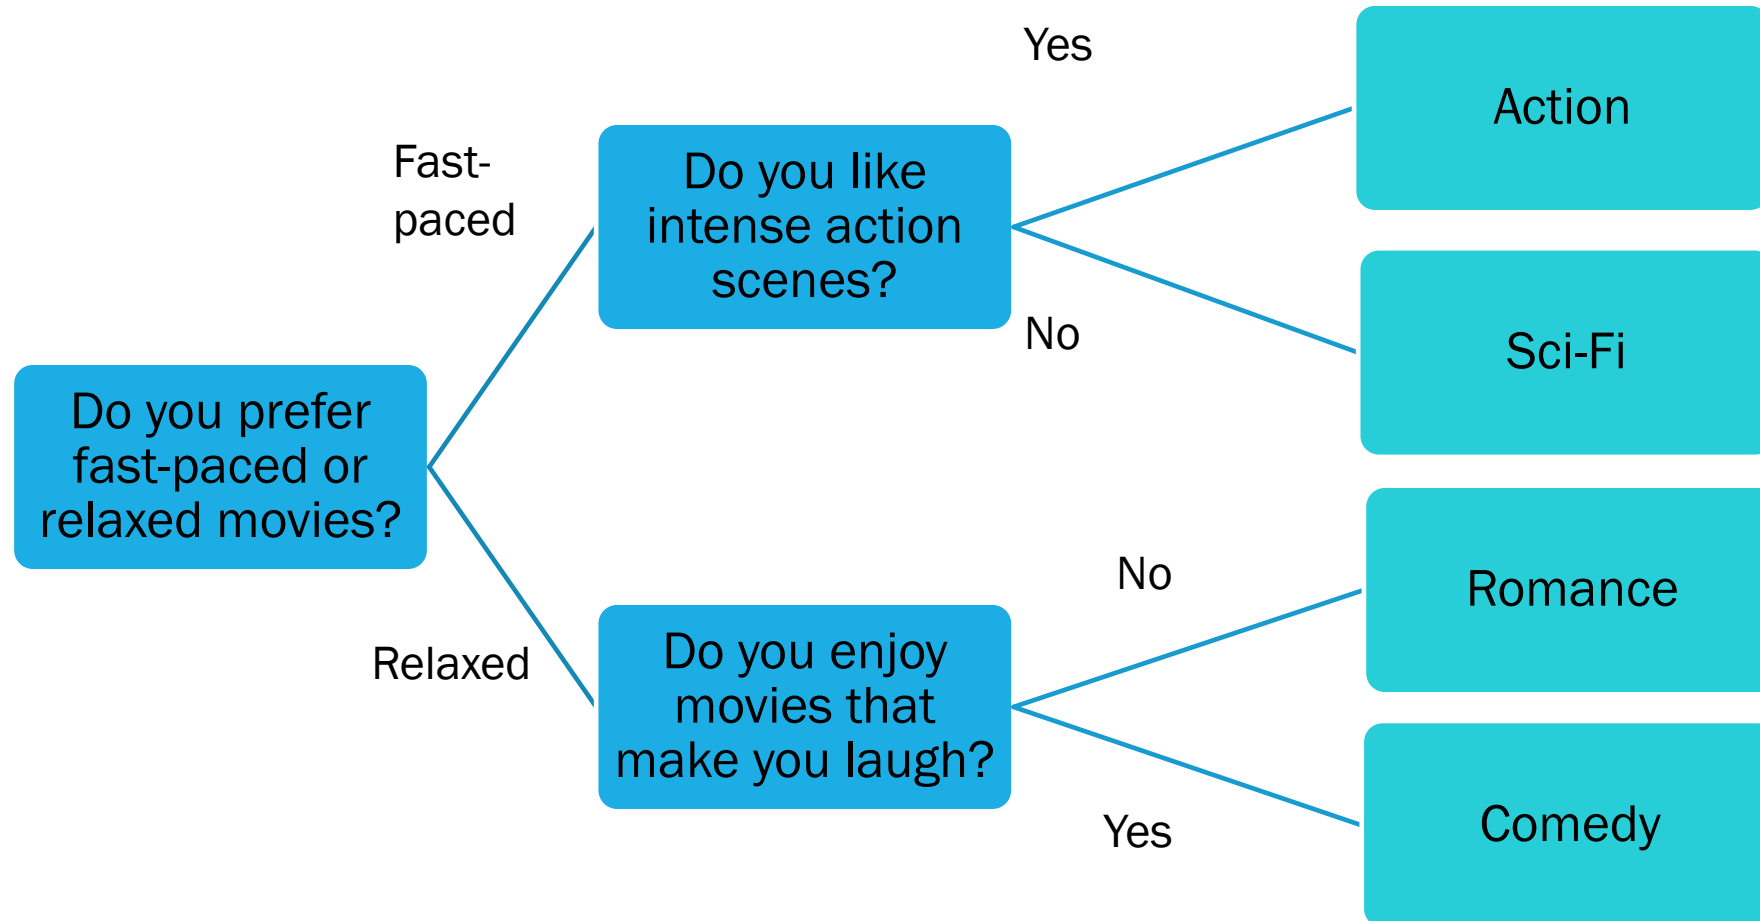 Do you prefer
fast-paced or
relaxed movies?
Fast-
paced
Do you like
intense action
scenes?
Yes
Action
No
Sci-Fi
Relaxed
Do you enjoy
movies that
make you laugh?
No
Romance
Yes
Comedy